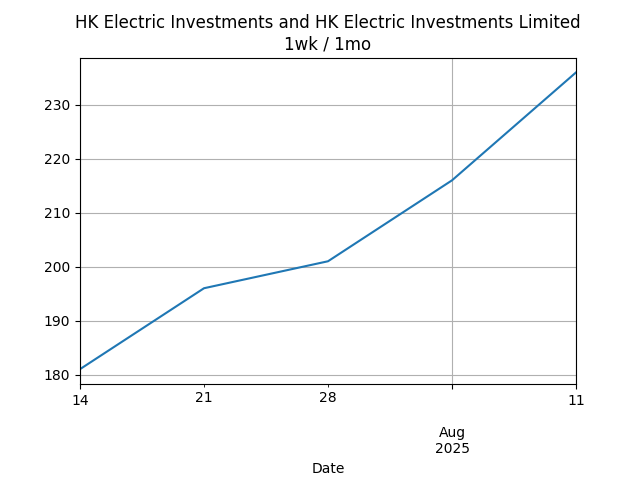 HK Electric Investments and HK Electric Investments Limited
1wk / 1mo
230
220
210
200
190
180
14
21
28
11
Aug
2025
Date